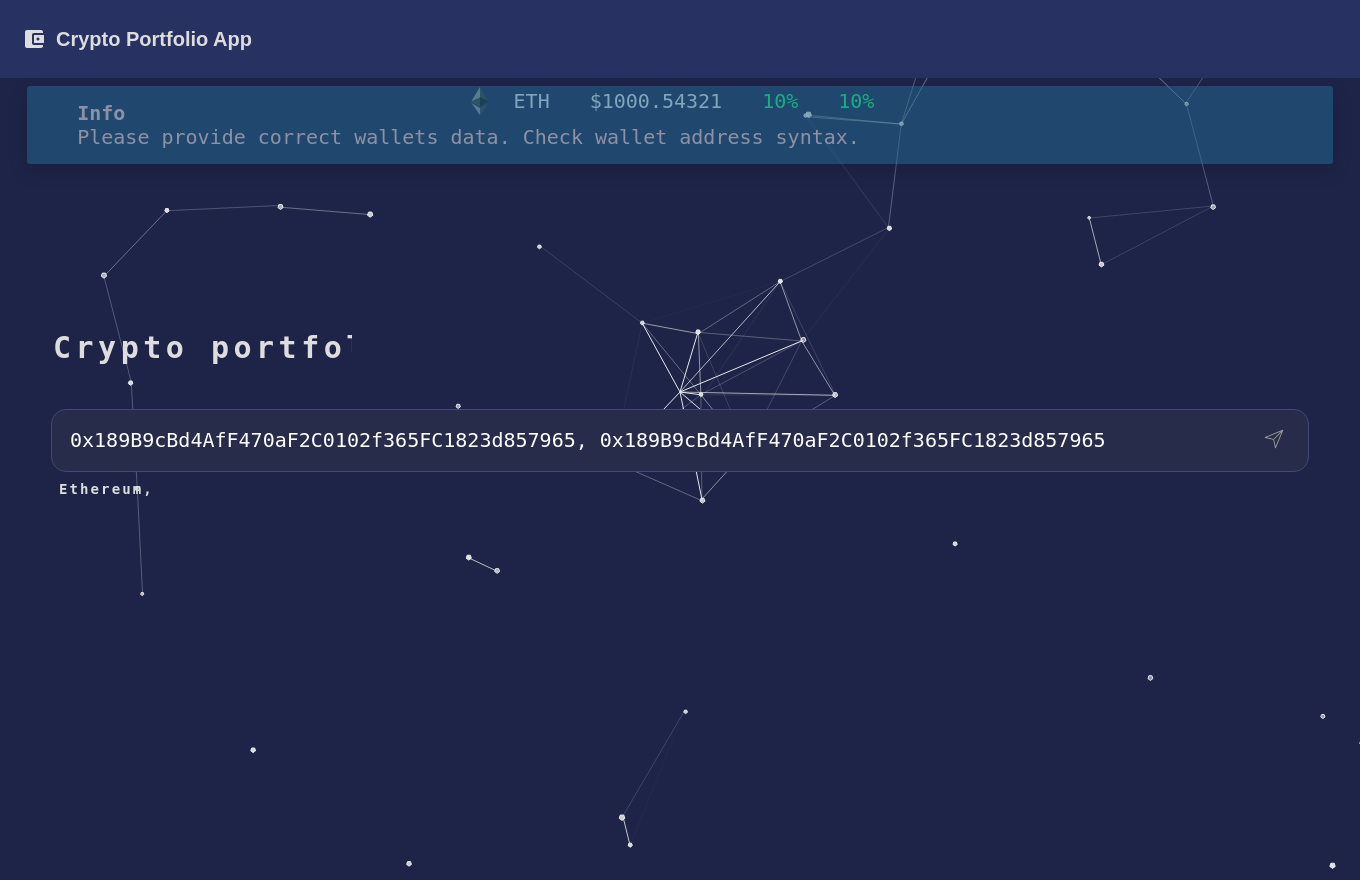 Crypto Portfolio App
ETH $1000.54321 10% 10%
Info
Please provide correct wallets data. Check wallet address syntax.
Crypto portfo
0x189B9cBd4AfF470aF2C0102f365FC1823d857965, 0x189B9cBd4AfF470aF2C0102f365FC1823d857965
Ethereum,